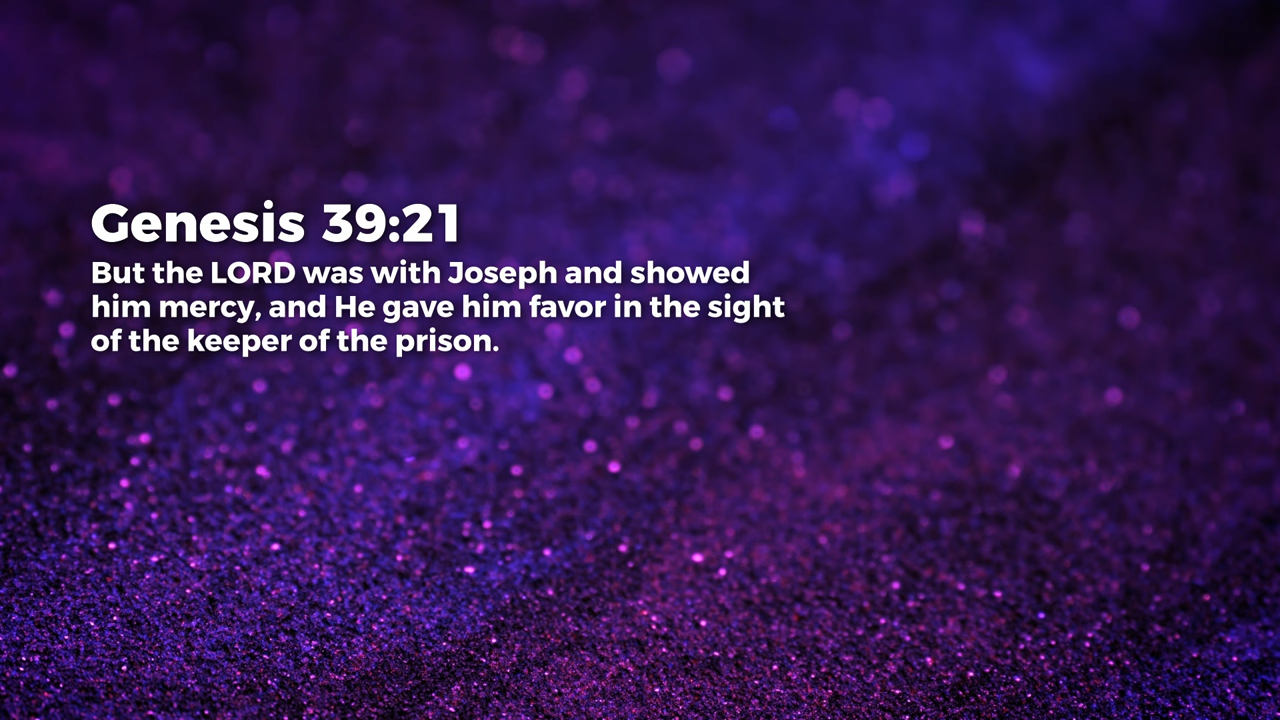 Genesis 39:21
But the LORD was with Joseph and showed
him mercy, and He gave him favor in the sight
of the keeper of the prison.